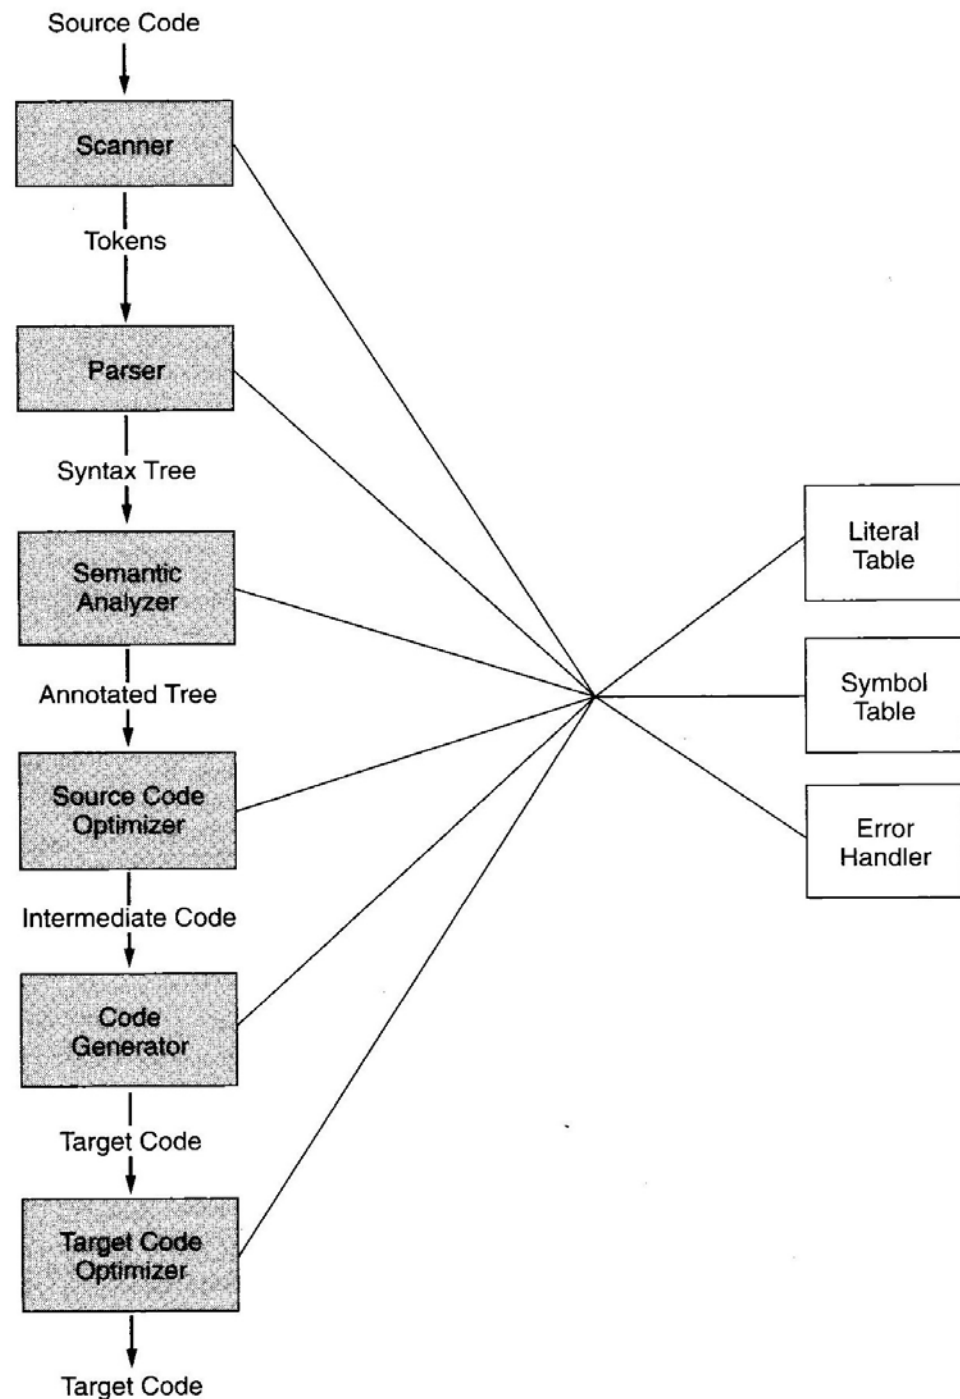 Source Code
Scanner
Tokens
Parser
Syntax Tree
Semantic
Analyzer
Annotated Tree
Source Code
Optimizer
Intermediate Code
Code
Generator
Target Code
Target Code
Optimizer
Target Code
Literal
Table
Symbol
Table
Error
Handler